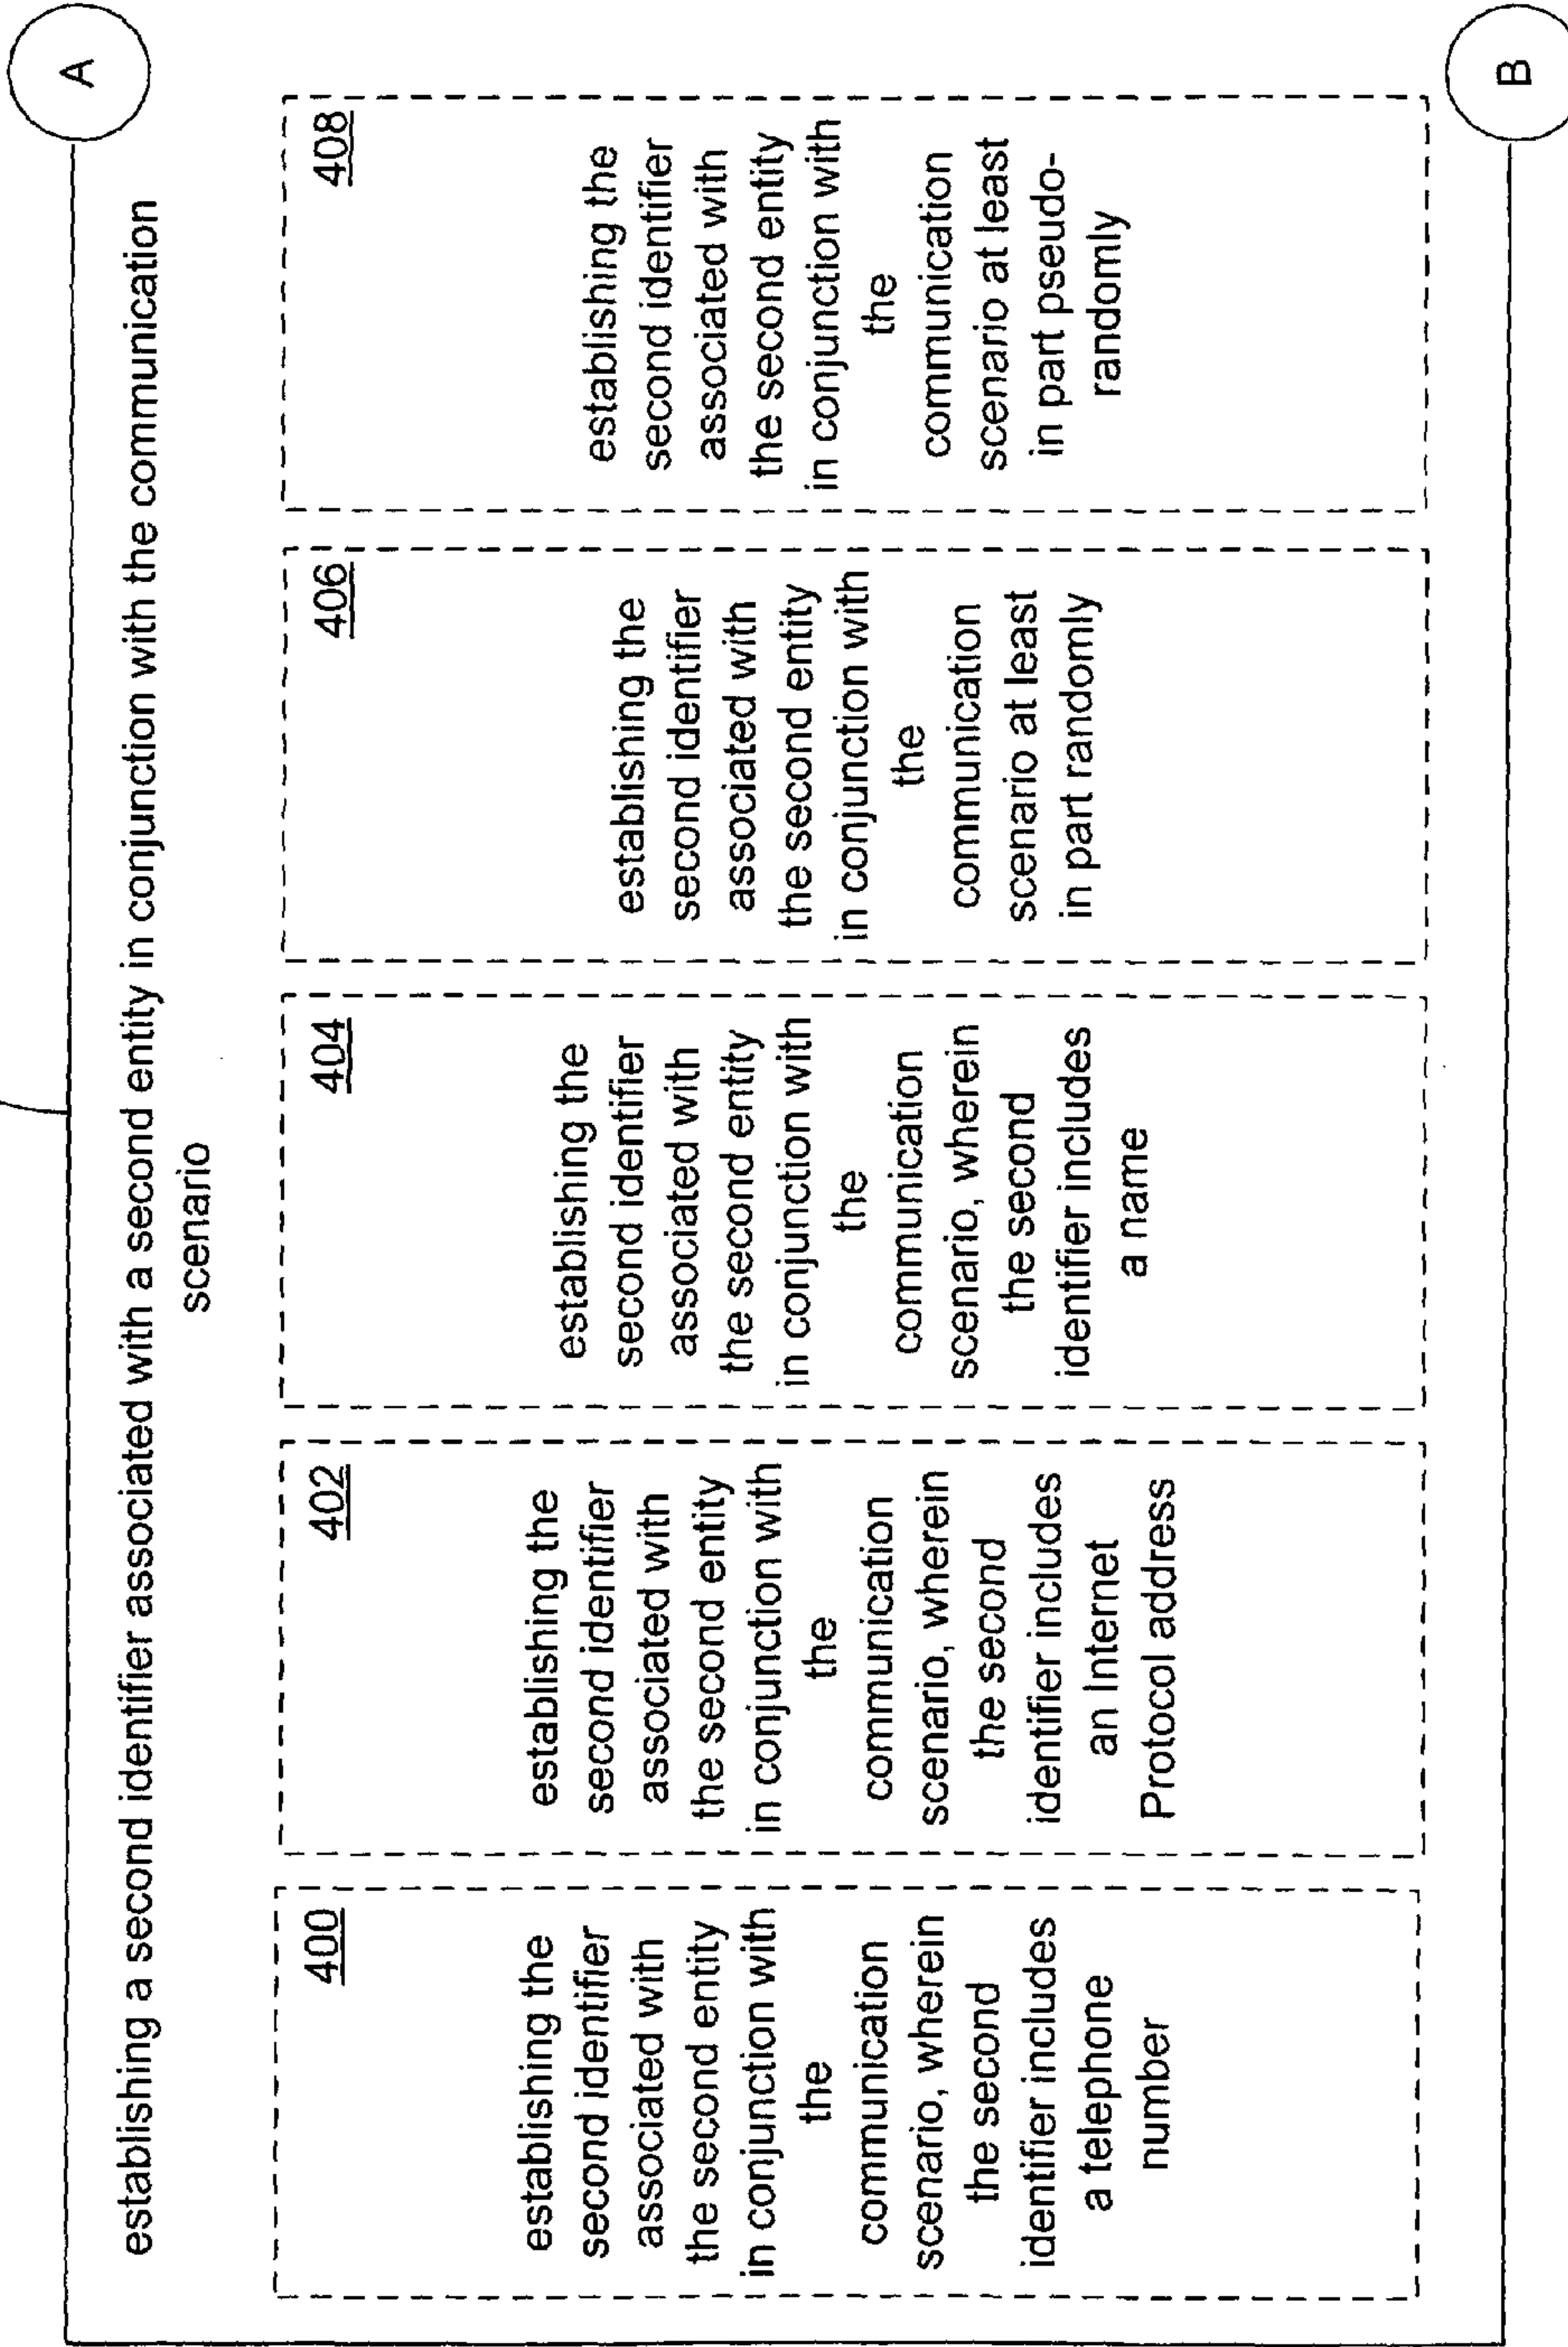 establishing a second identifier associated with a second entity in conjunction with the communication
scenario
A
400
establishing the
second identifier
associated with
the second entity
in conjunction with
the
communication
scenario, wherein
the second
identifier includes
a telephone
number
402
establishing the
second identifier
associated with
the second entity
in conjunction with
the
communication
scenario, wherein
the second
identifier includes
an Internet
Protocol address
404
establishing the
second identifier
associated with
the second entity
in conjunction with
the
communication
scenario, wherein
the second
identifier includes
a name
406
establishing the
second identifier
associated with
the second entity
in conjunction with
the
communication
scenario at least
in part randomly
408
establishing the
second identifier
associated with
the second entity
in conjunction with
the
communication
scenario at least
in part pseudo-
randomly
B